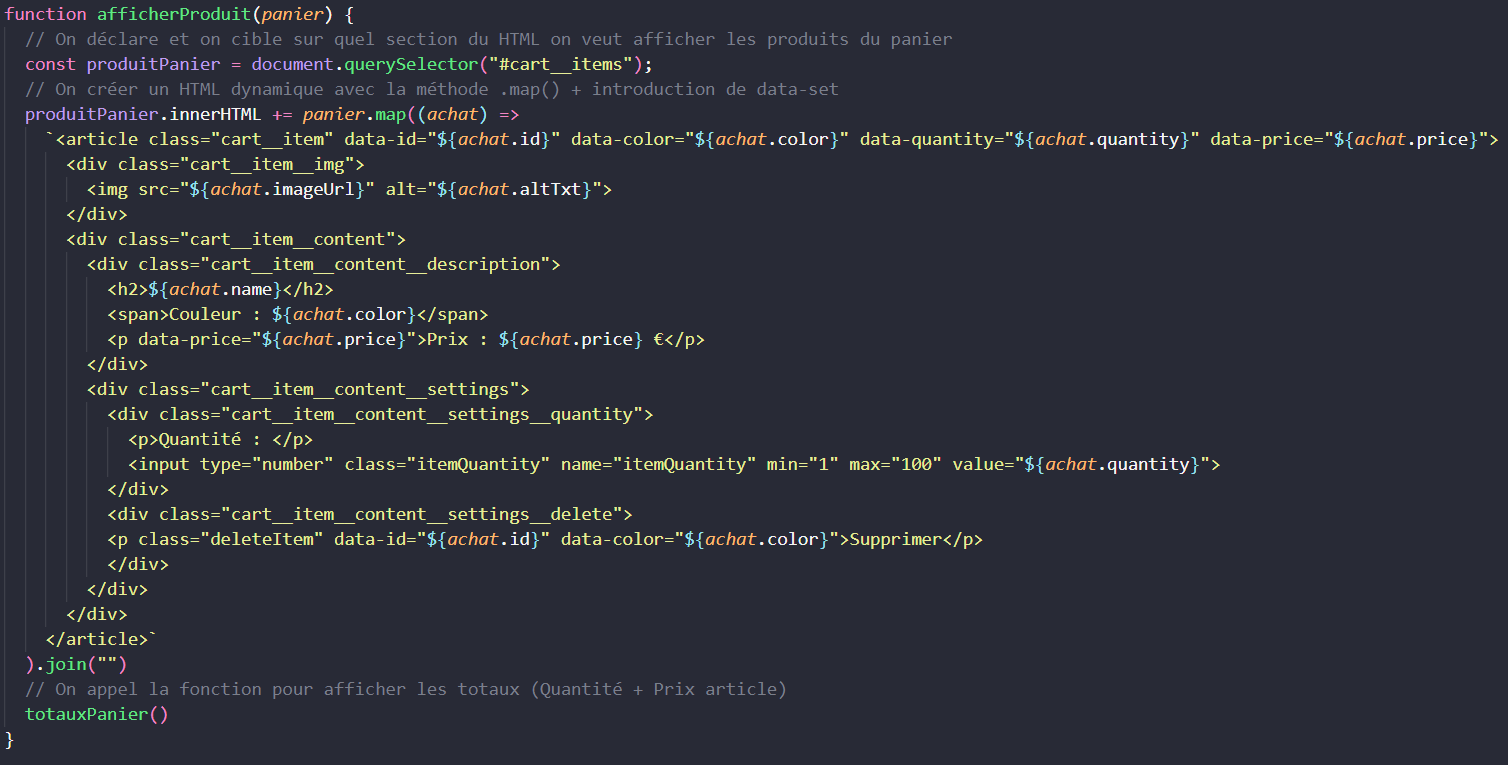 function afficherProduit(panier) {
// On déclare et on cible sur quel section du HTML on veut afficher les produits du panier
const produitPanier = document.querySelector("#cart__items");
// On créer un HTML dynamique avec la méthode .map() + introduction de data-set
produitPanier.innerHTML += panier.map((achat) =>
`<article class="cart__item" data-id="${achat.id}" data-color="${achat.color}" data-quantity="${achat.quantity}" data-price="${achat.price}">
<div class="cart__item__img">
<img src="${achat.imageUrl}" alt="${achat.altTxt}">
</div>
<div class="cart__item__content">
<div class="cart__item__content__description">
<h2>${achat.name}</h2>
<span>Couleur : ${achat.color}</span>
<p data-price="${achat.price}">Prix : ${achat.price} €</p>
</div>
<div class="cart__item__content__settings">
<div class="cart__item__content__settings__quantity">
<p>Quantité : </p>
<input type="number" class="itemQuantity" name="itemQuantity" min="1" max="100" value="${achat.quantity}">
</div>
<div class="cart__item__content__settings__delete">
<p class="deleteItem" data-id="${achat.id}" data-color="${achat.color}">Supprimer</p>
</div>
</div>
</div>
</article>`
).join("")
// On appel la fonction pour afficher les totaux (Quantité + Prix article)
totauxPanier()
}